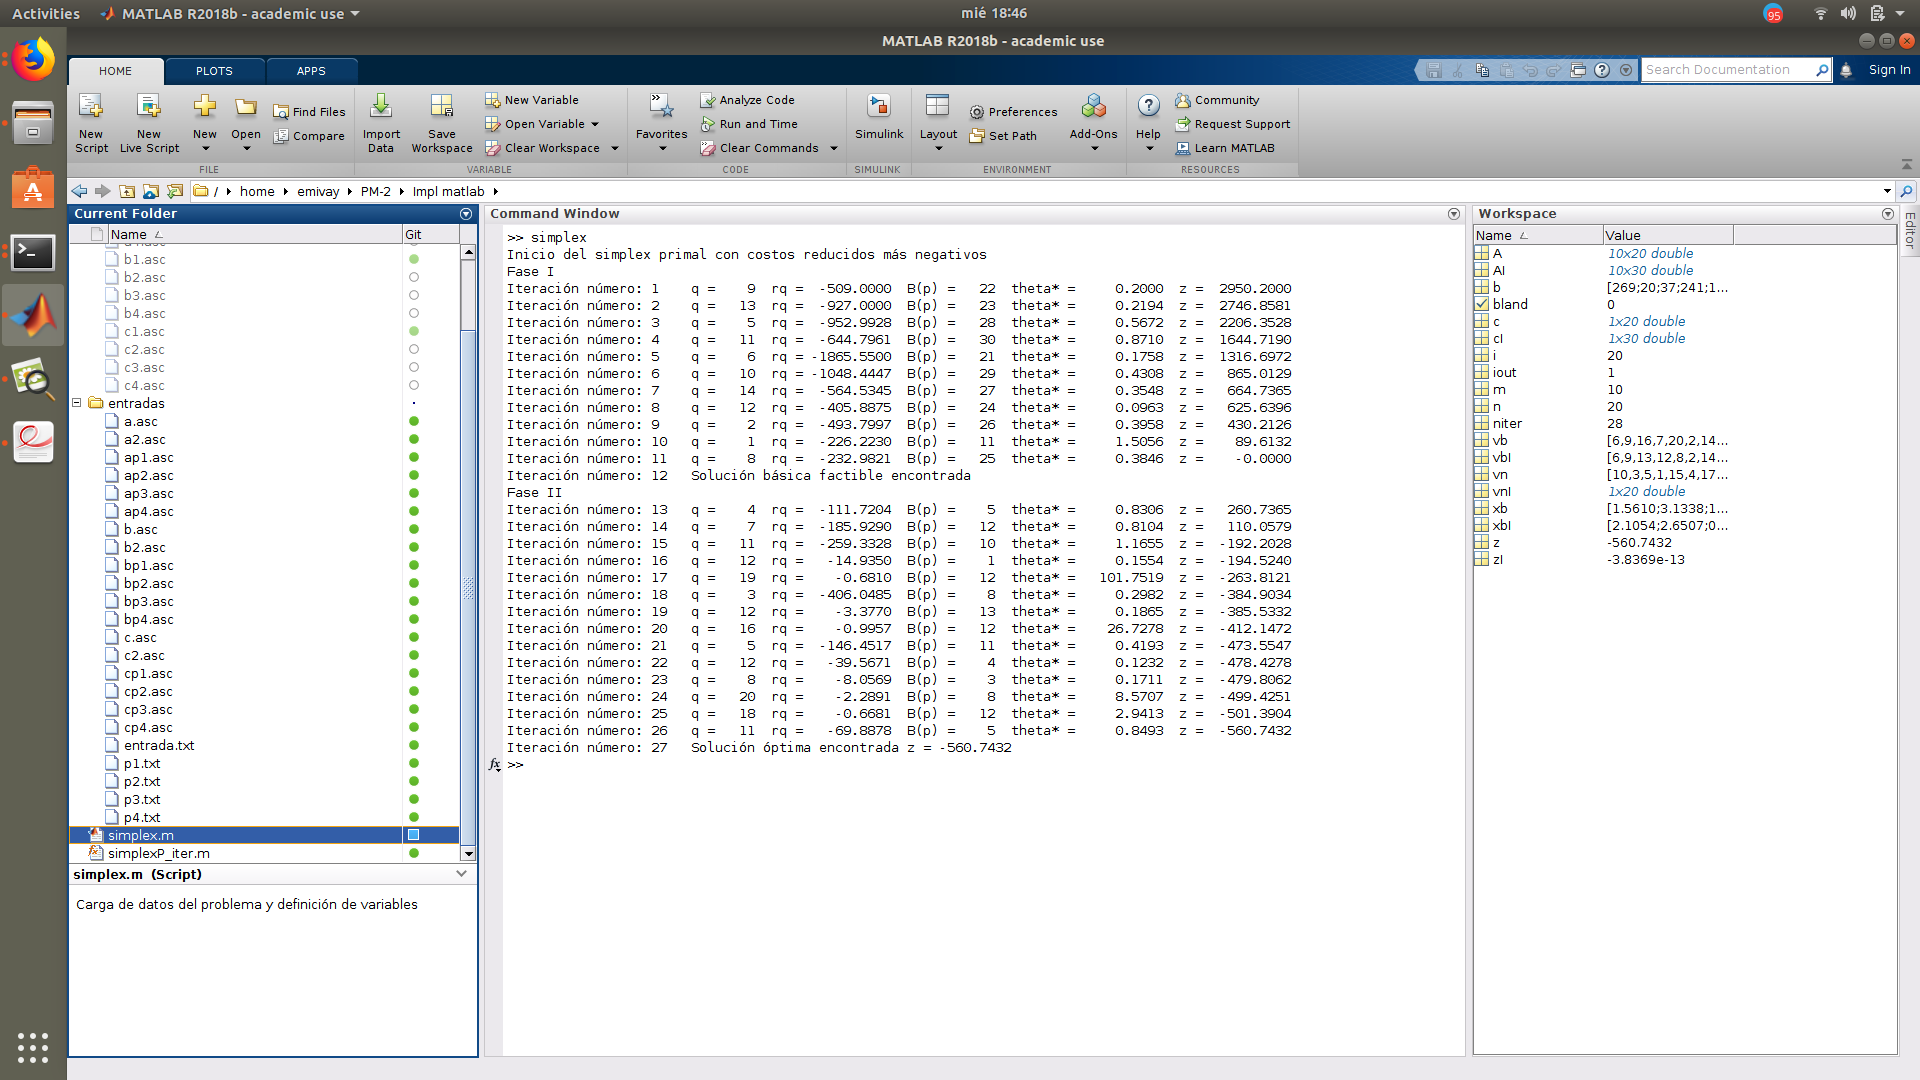 Activities
MATLAB R2018b - academic use
mié 18:46
95
MATLAB R2018b - academic use
HOME
PLOTS
APPS
Search Documentation
Sign In
New Script
New Live Script
New
Open
Find Files
Compare
FILE
Import Data
Save Workspace
New Variable
Open Variable
Clear Workspace
VARIABLE
Favorites
Analyze Code
Run and Time
Clear Commands
CODE
Simulink
SIMULINK
Layout
Preferences
Set Path
Add-Ons
ENVIRONMENT
Help
Community
Request Support
Learn MATLAB
RESOURCES
/ home emivay PM-2 Impl matlab
Current Folder
Name
Git
b1.asc
b2.asc
b3.asc
b4.asc
c1.asc
c2.asc
c3.asc
c4.asc
entradas
a.asc
a2.asc
ap1.asc
ap2.asc
ap3.asc
ap4.asc
b.asc
b2.asc
bp1.asc
bp2.asc
bp3.asc
bp4.asc
c.asc
c2.asc
cp1.asc
cp2.asc
cp3.asc
cp4.asc
entrada.txt
p1.txt
p2.txt
p3.txt
p4.txt
simplex.m
simplexP_iter.m
simplex.m (Script)
Carga de datos del problema y definición de variables
Command Window
>> simplex
Inicio del simplex primal con costos reducidos más negativos
Fase I
Iteración número: 1 q = 9 rq = -509.0000 B(p) = 22 theta* = 0.2000 z = 2950.2000
Iteración número: 2 q = 13 rq = -927.0000 B(p) = 23 theta* = 0.2194 z = 2746.8581
Iteración número: 3 q = 5 rq = -952.9928 B(p) = 28 theta* = 0.5672 z = 2206.3528
Iteración número: 4 q = 11 rq = -644.7961 B(p) = 30 theta* = 0.8710 z = 1644.7190
Iteración número: 5 q = 6 rq = -1865.5500 B(p) = 21 theta* = 0.1758 z = 1316.6972
Iteración número: 6 q = 10 rq = -1048.4447 B(p) = 29 theta* = 0.4308 z = 865.0129
Iteración número: 7 q = 14 rq = -564.5345 B(p) = 27 theta* = 0.3548 z = 664.7365
Iteración número: 8 q = 12 rq = -405.8875 B(p) = 24 theta* = 0.0963 z = 625.6396
Iteración número: 9 q = 2 rq = -493.7997 B(p) = 26 theta* = 0.3958 z = 430.2126
Iteración número: 10 q = 1 rq = -226.2230 B(p) = 11 theta* = 1.5056 z = 89.6132
Iteración número: 11 q = 8 rq = -232.9821 B(p) = 25 theta* = 0.3846 z = -0.0000
Iteración número: 12 Solución básica factible encontrada
Fase II
Iteración número: 13 q = 4 rq = -111.7204 B(p) = 5 theta* = 0.8306 z = 260.7365
Iteración número: 14 q = 7 rq = -185.9290 B(p) = 12 theta* = 0.8104 z = 110.0579
Iteración número: 15 q = 11 rq = -259.3328 B(p) = 10 theta* = 1.1655 z = -192.2028
Iteración número: 16 q = 12 rq = -14.9350 B(p) = 1 theta* = 0.1554 z = -194.5240
Iteración número: 17 q = 19 rq = -0.6810 B(p) = 12 theta* = 101.7519 z = -263.8121
Iteración número: 18 q = 3 rq = -406.0485 B(p) = 8 theta* = 0.2982 z = -384.9034
Iteración número: 19 q = 12 rq = -3.3770 B(p) = 13 theta* = 0.1865 z = -385.5332
Iteración número: 20 q = 16 rq = -0.9957 B(p) = 12 theta* = 26.7278 z = -412.1472
Iteración número: 21 q = 5 rq = -146.4517 B(p) = 11 theta* = 0.4193 z = -473.5547
Iteración número: 22 q = 12 rq = -39.5671 B(p) = 4 theta* = 0.1232 z = -478.4278
Iteración número: 23 q = 8 rq = -8.0569 B(p) = 3 theta* = 0.1711 z = -479.8062
Iteración número: 24 q = 20 rq = -2.2891 B(p) = 8 theta* = 8.5707 z = -499.4251
Iteración número: 25 q = 18 rq = -0.6681 B(p) = 12 theta* = 2.9413 z = -501.3904
Iteración número: 26 q = 11 rq = -69.8878 B(p) = 5 theta* = 0.8493 z = -560.7432
Iteración número: 27 Solución óptima encontrada z = -560.7432
fx >>
Workspace
Name Value
A 10x20 double
AI 10x30 double
b [269;20;37;241;1...
bland 0
c 1x20 double
cI 1x30 double
i 20
iout 1
m 10
n 20
niter 28
vb [6,9,16,7,20,2,14...
vbI [6,9,13,12,8,2,14...
vn [10,3,5,1,15,4,17...
vnI 1x20 double
xb [1.5610;3.1338;1...
xbI [2.1054;2.6507;0...
z -560.7432
zI -3.8369e-13
Editor